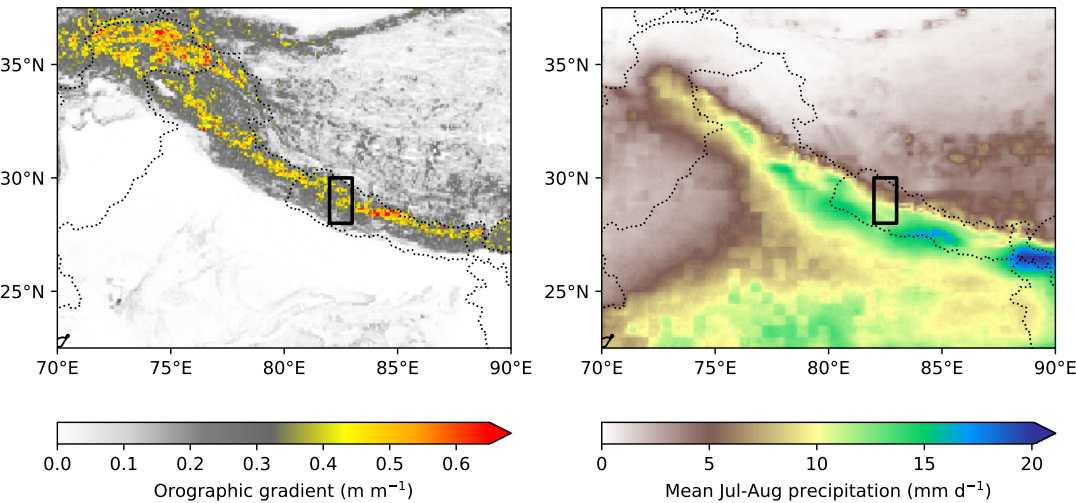 35°N
30°N
25°N
70°E 75°E 80°E 85°E 90°E
0.0 0.1 0.2 0.3 0.4 0.5 0.6
Orographic gradient (m m⁻¹)
35°N
30°N
25°N
70°E 75°E 80°E 85°E 90°E
0 5 10 15 20
Mean Jul-Aug precipitation (mm d⁻¹)